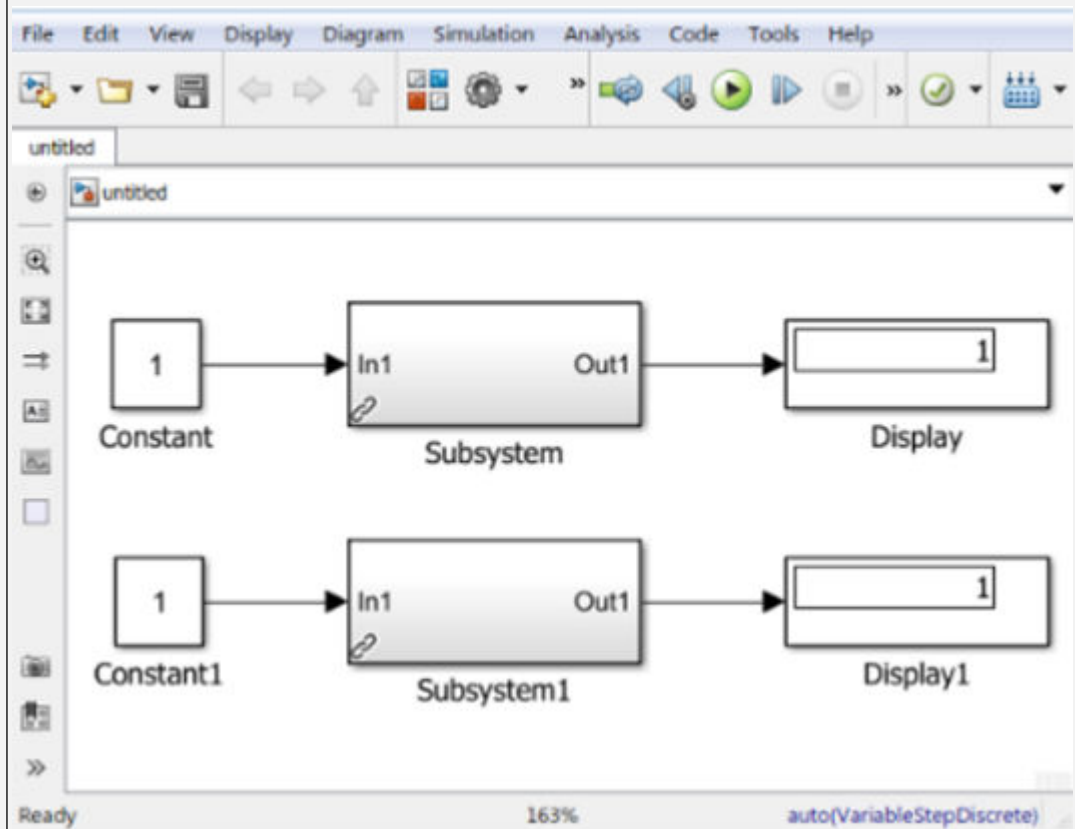 File Edit View Display Diagram Simulation Analysis Code Tools Help
untitled
untitled
1 In1 Out1 1
Constant Subsystem Display
1 In1 Out1 1
Constant1 Subsystem1 Display1
Ready 163% auto(VariableStepDiscrete)